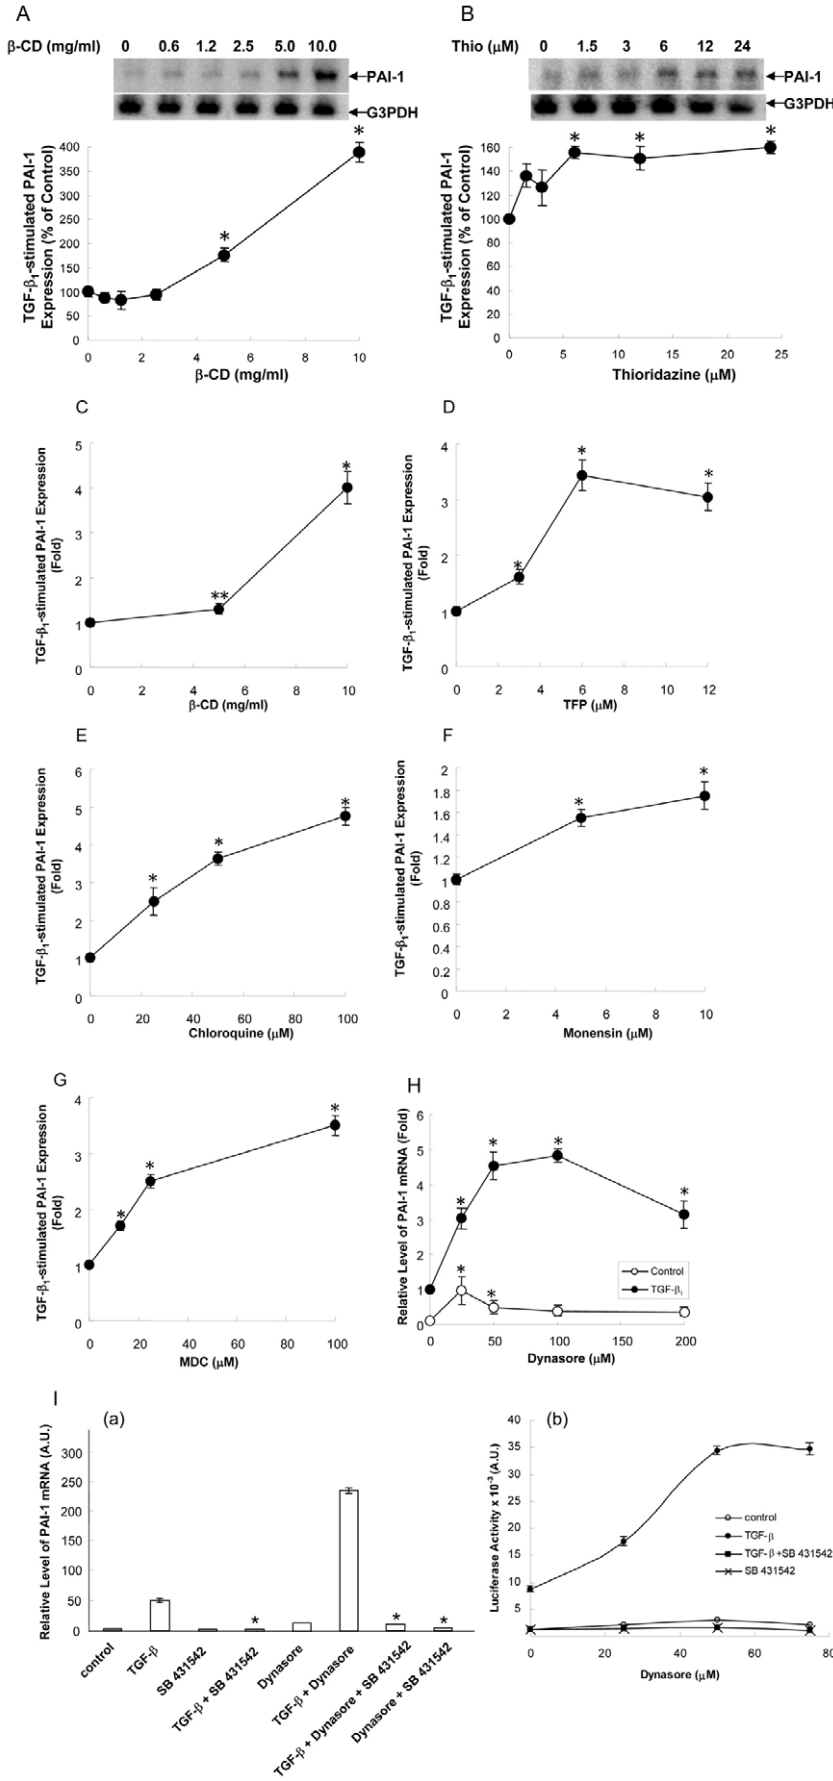 A
β-CD (mg/ml) 0 0.6 1.2 2.5 5.0 10.0
PAI-1
G3PDH
TGF-β1-stimulated PAI-1
Expression (% of Control)
400
350
300
250
200
150
100
50
0
*
*
0 2 4 6 8 10
β-CD (mg/ml)
B
Thio (μM) 0 1.5 3 6 12 24
PAI-1
G3PDH
TGF-β1-stimulated PAI-1
Expression (% of Control)
160
140
120
100
80
60
40
20
0
* * *
0 5 10 15 20 25
Thioridazine (μM)
C
TGF-β1-stimulated PAI-1 Expression
(Fold)
5
4
3
2
1
0
**
*
0 2 4 6 8 10
β-CD (mg/ml)
D
TGF-β1-stimulated PAI-1 Expression
(Fold)
4
3
2
1
0
* * *
0 2 4 6 8 10 12
TFP (μM)
E
TGF-β1-stimulated PAI-1 Expression
(Fold)
6
5
4
3
2
1
0
* * *
0 20 40 60 80 100
Chloroquine (μM)
F
TGF-β1-stimulated PAI-1 Expression
(Fold)
2
1.8
1.6
1.4
1.2
1
0.8
0.6
0.4
0.2
0
* *
0 2 4 6 8 10
Monensin (μM)
G
TGF-β1-stimulated PAI-1 Expression
(Fold)
4
3
2
1
0
* * *
0 20 40 60 80 100
MDC (μM)
H
Relative Level of PAI-1 mRNA (Fold)
6
5
4
3
2
1
0
* * * *
* *
Control
TGF-β1
0 50 100 150 200
Dynasore (μM)
I
(a)
Relative Level of PAI-1 mRNA (A.U.)
300
250
200
150
100
50
0
* * *
control
TGF-β
SB 431542
TGF-β + SB 431542
Dynasore
TGF-β + Dynasore
TGF-β + Dynasore + SB 431542
Dynasore + SB 431542
(b)
Luciferase Activity x 10-3 (A.U.)
40
35
30
25
20
15
10
5
control
TGF-β
TGF-β +SB 431542
SB 431542
0 20 40 60 80
Dynasore (μM)